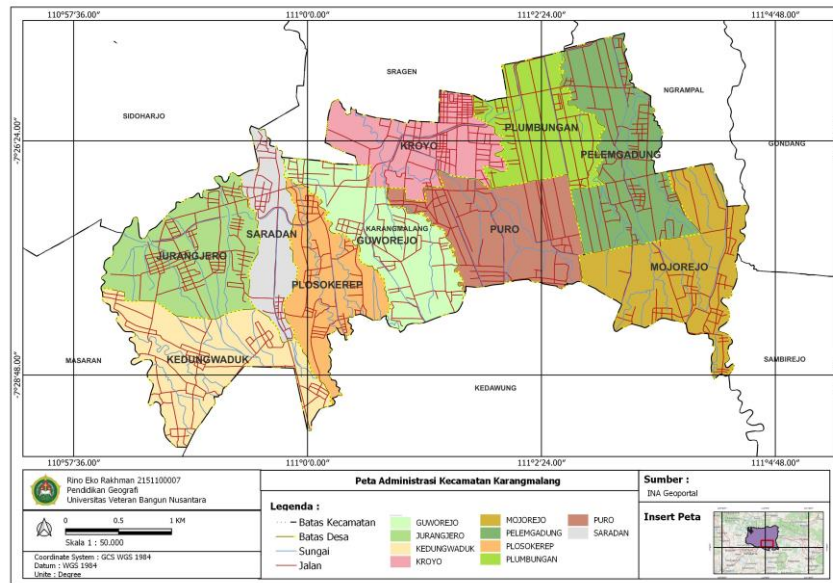 110°57'36.00" 111°0'0.00" 111°2'24.00" 111°4'48.00"
SRAGEN
SIDOHARJO
NGRAMPAL
-7°26'24.00"
PLUMBUNGAN
GONDANG
KROYO
PELEMGADUNG
KARANGMALANG
SARADAN
GUWOREJO
PURO
JURANGJERO
MOJOREJO
PLOSOKEREP
MASARAN
KEDUNGWADUK
SAMBIREJO
-7°28'48.00"
KEDAWUNG
110°57'36.00" 111°0'0.00" 111°2'24.00" 111°4'48.00"
Rino Eko Rakhman 2151100007
Pendidikan Geografi
Universitas Veteran Bangun Nusantara
0 0.5 1 KM
Skala 1 : 50.000
Coordinate System : GCS WGS 1984
Datum : WGS 1984
Unite : Degree
Peta Administrasi Kecamatan Karangmalang
Legenda :
Batas Kecamatan
Batas Desa
Sungai
Jalan
GUWOREJO
JURANGJERO
KEDUNGWADUK
KROYO
MOJOREJO
PELEMGADUNG
PLOSOKEREP
PLUMBUNGAN
PURO
SARADAN
Sumber :
INA Geoportal
Insert Peta